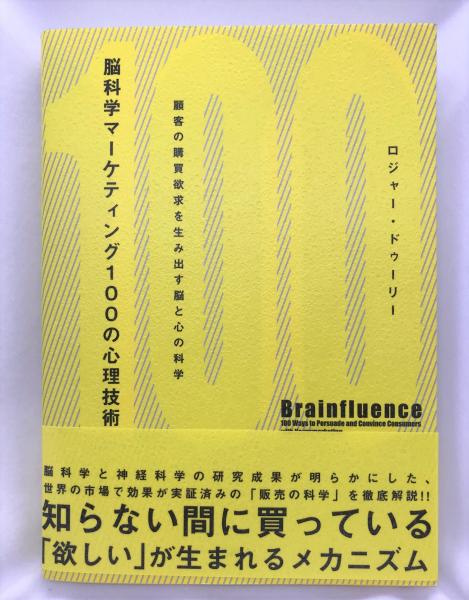 100
ロジャー・ドゥーリー
顧客の購買欲求を生み出す脳と心の科学
脳科学マーケティング100の心理技術
Brainfluence
100 Ways to Persuade and Convince Consumers
脳科学と神経科学の研究成果が明らかにした、
世界の市場で効果が実証済みの「販売の科学」を徹底解説!!
知らない間に買っている
「欲しい」が生まれるメカニズム